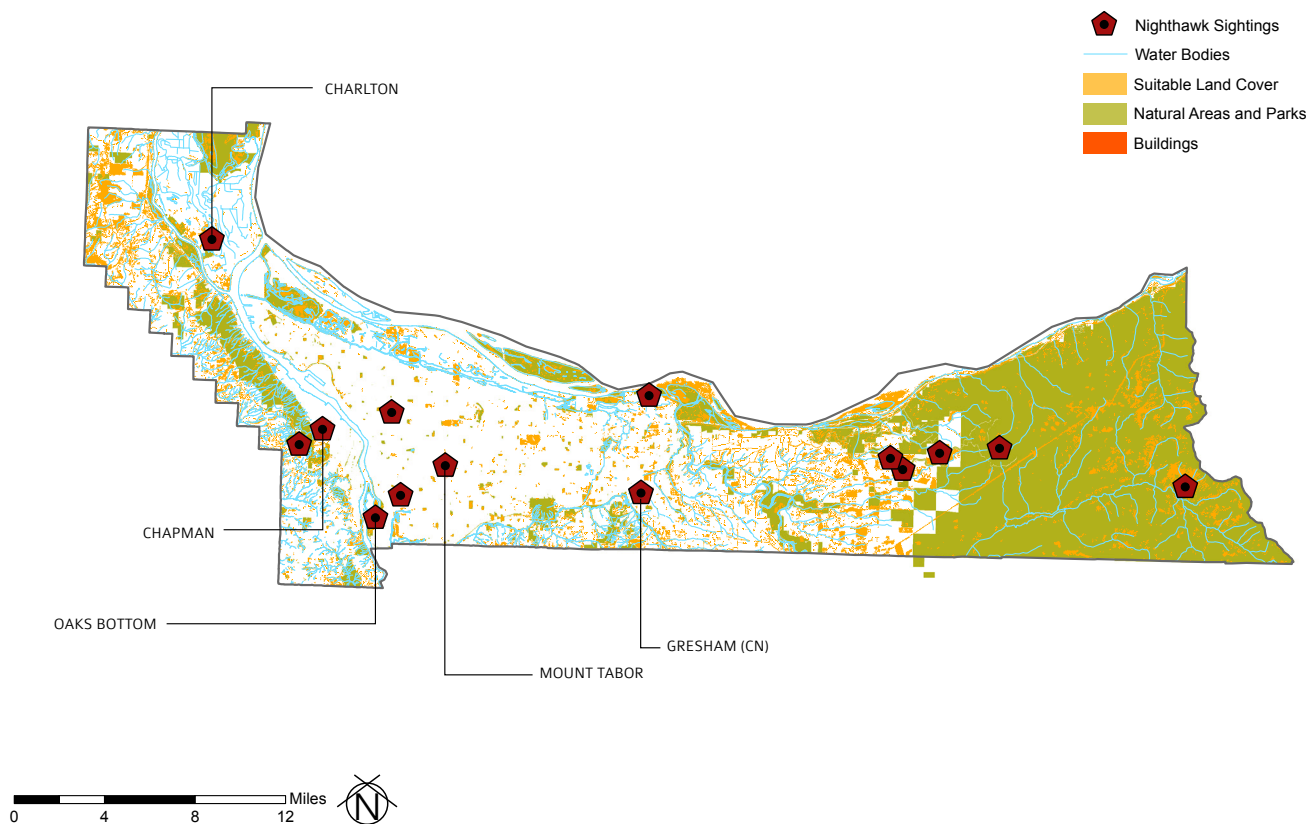 Nighthawk Sightings
Water Bodies
Suitable Land Cover
Natural Areas and Parks
Buildings
CHARLTON
CHAPMAN
OAKS BOTTOM
GRESHAM (CN)
MOUNT TABOR
Miles
0 4 8 12
N